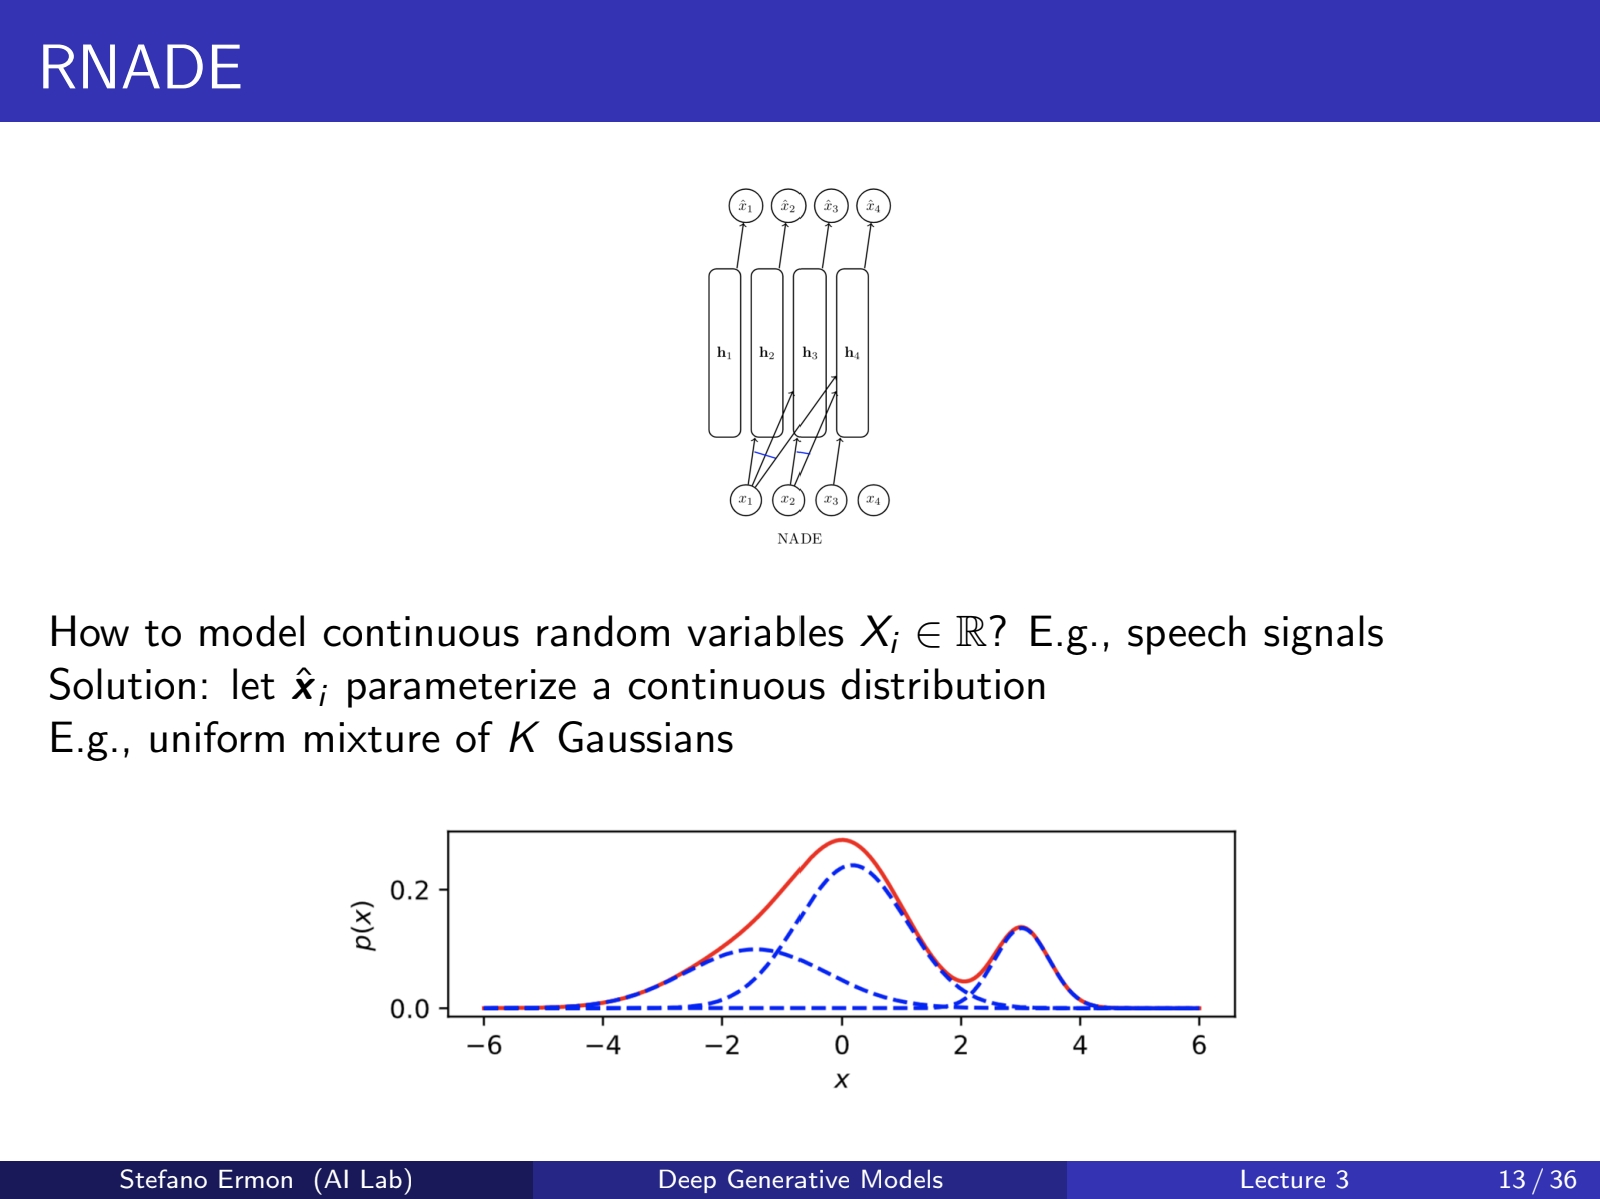 RNADE
x̂₁ x̂₂ x̂₃ x̂₄
h₁ h₂ h₃ h₄
x₁ x₂ x₃ x₄
NADE
How to model continuous random variables Xᵢ ∈ ℝ? E.g., speech signals
Solution: let x̂ᵢ parameterize a continuous distribution
E.g., uniform mixture of K Gaussians
p(x)
0.2
0.0
−6 −4 −2 0 2 4 6
x
Stefano Ermon (AI Lab) Deep Generative Models Lecture 3 13 / 36